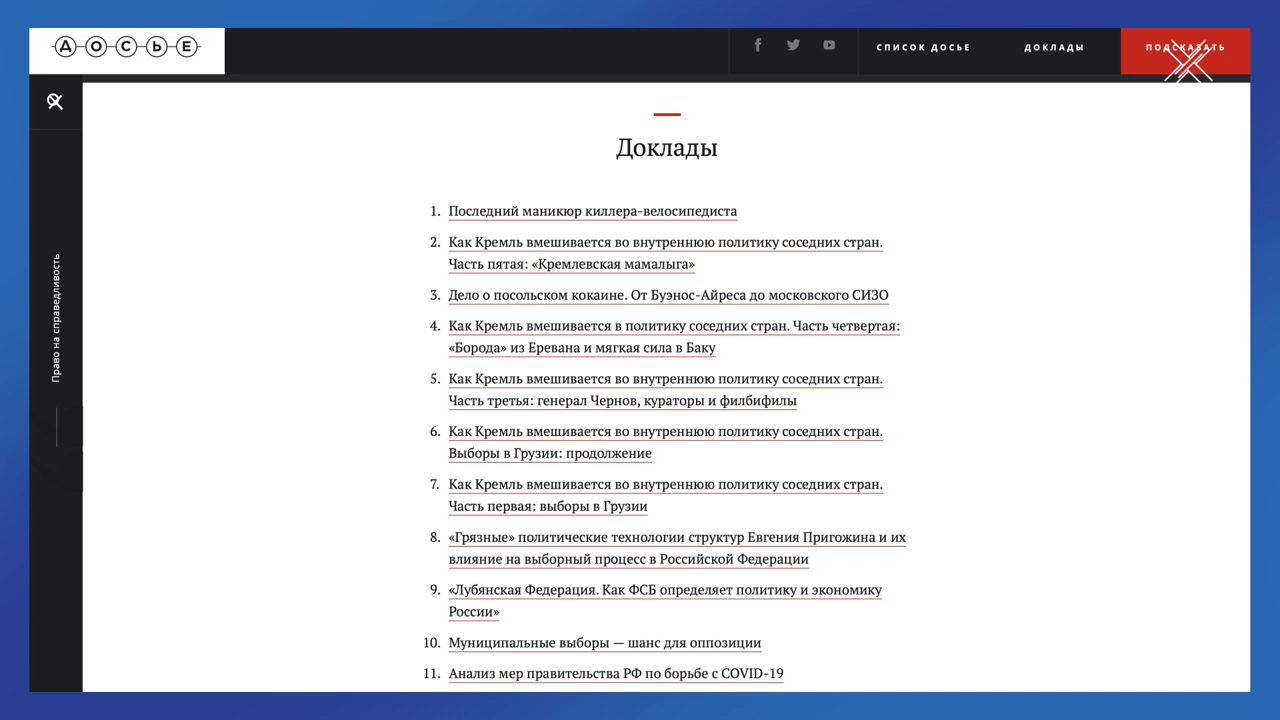 ДОСЬЕ
СПИСОК ДОСЬЕ
ДОКЛАДЫ
ПОДСКАЗАТЬ
Право на справедливость
Доклады
1. Последний маникюр киллера-велосипедиста
2. Как Кремль вмешивается во внутреннюю политику соседних стран.
Часть пятая: «Кремлевская мамалыга»
3. Дело о посольском кокаине. От Буэнос-Айреса до московского СИЗО
4. Как Кремль вмешивается в политику соседних стран. Часть четвертая:
«Борода» из Еревана и мягкая сила в Баку
5. Как Кремль вмешивается во внутреннюю политику соседних стран.
Часть третья: генерал Чернов, кураторы и филбифилы
6. Как Кремль вмешивается во внутреннюю политику соседних стран.
Выборы в Грузии: продолжение
7. Как Кремль вмешивается во внутреннюю политику соседних стран.
Часть первая: выборы в Грузии
8. «Грязные» политические технологии структур Евгения Пригожина и их
влияние на выборный процесс в Российской Федерации
9. «Лубянская Федерация. Как ФСБ определяет политику и экономику
России»
10. Муниципальные выборы — шанс для оппозиции
11. Анализ мер правительства РФ по борьбе с COVID-19